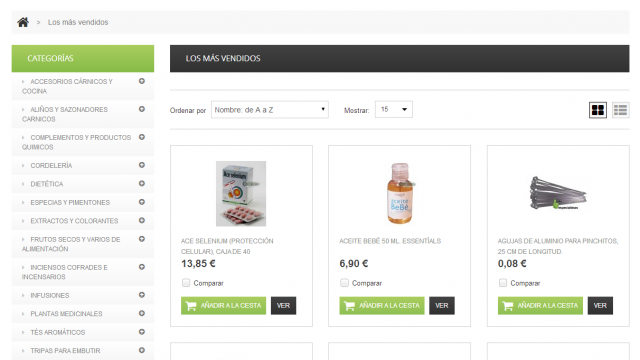 > Los más vendidos
CATEGORÍAS
ACCESORIOS CÁRNICOS Y
COCINA
ALIÑOS Y SAZONADORES
CARNICOS
COMPLEMENTOS Y PRODUCTOS
QUIMICOS
CORDELERÍA
DIETÉTICA
ESPECIAS Y PIMENTONES
EXTRACTOS Y COLORANTES
FRUTOS SECOS Y VARIOS DE
ALIMENTACIÓN
INCIENSOS COFRADES E
INCENSARIOS
INFUSIONES
PLANTAS MEDICINALES
TÉS AROMÁTICOS
TRIPAS PARA EMBUTIR
LOS MÁS VENDIDOS
Ordenar por Nombre: de A a Z Mostrar: 15
Ace selenium
ACE SELENIUM (PROTECCIÓN
CELULAR), CAJA DE 40
13,85 €
Comparar
AÑADIR A LA CESTA VER
ACEITE BEBÉ 50 ML. ESSENTÍALS
6,90 €
Comparar
AÑADIR A LA CESTA VER
AGUJAS DE ALUMINIO PARA PINCHITOS,
25 CM DE LONGITUD.
0,08 €
Comparar
AÑADIR A LA CESTA VER